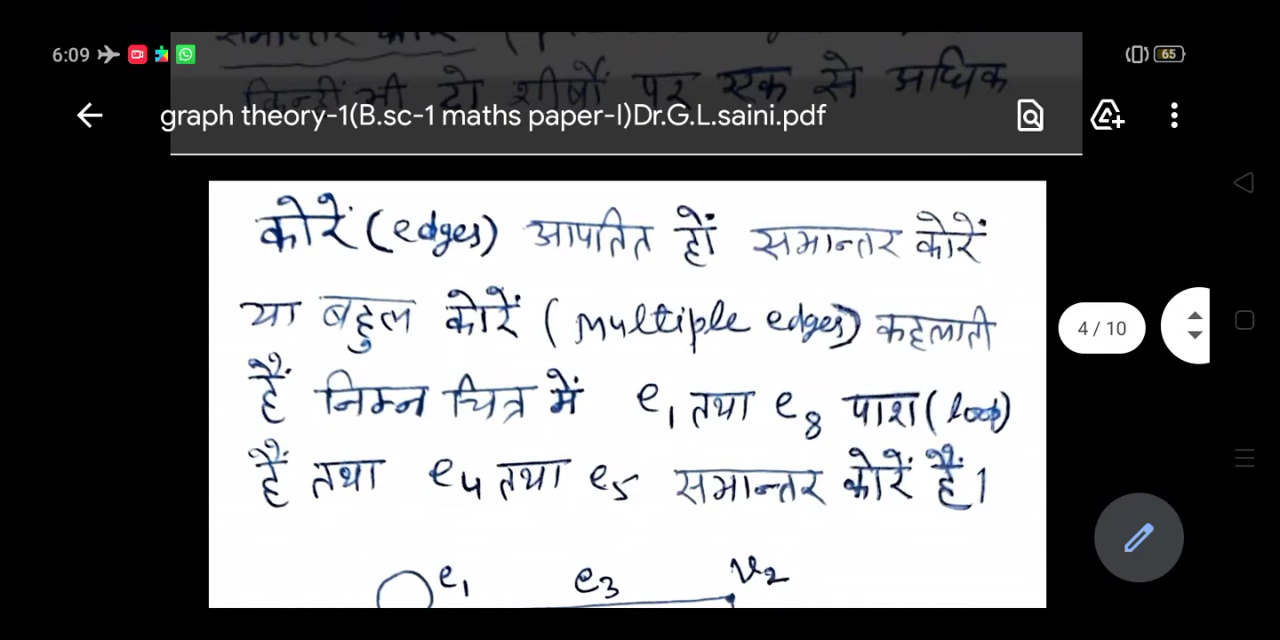 6:09
65
समान्तर कोरें (
किन्हीं भी दो शीर्षों पर एक से अधिक
graph theory-1(B.sc-1 maths paper-I)Dr.G.L.saini.pdf
कोरें (edges) आपतित हों समान्तर कोरें
या बहुल कोरें (multiple edges) कहलाती
4 / 10
हैं निम्न चित्र में e₁ तथा e₈ पाश (loop)
हैं तथा e₄ तथा e₅ समान्तर कोरें हैं।
e₁ e₃ v₂